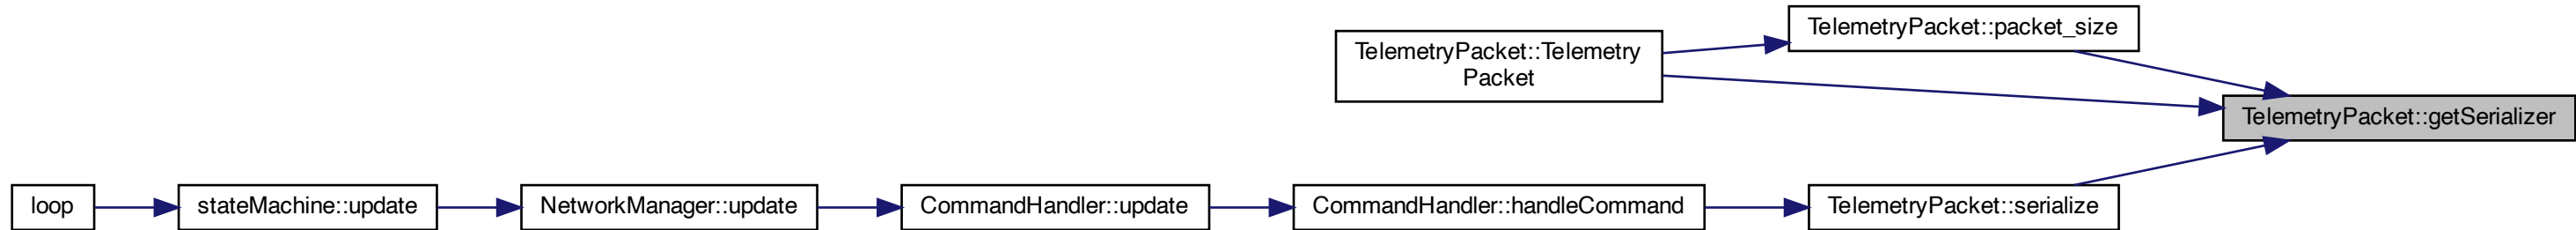 TelemetryPacket::packet_size
TelemetryPacket::Telemetry
Packet
TelemetryPacket::getSerializer
loop
stateMachine::update
NetworkManager::update
CommandHandler::update
CommandHandler::handleCommand
TelemetryPacket::serialize